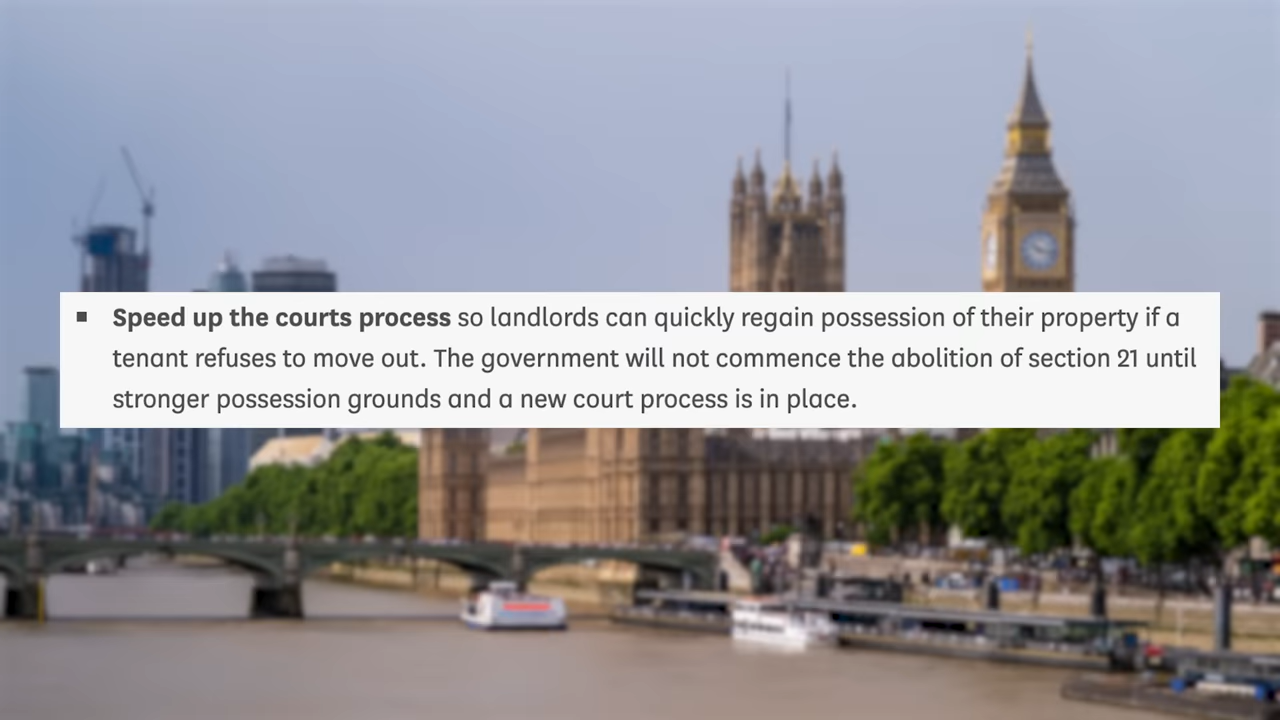 ▪ Speed up the courts process so landlords can quickly regain possession of their property if a
tenant refuses to move out. The government will not commence the abolition of section 21 until
stronger possession grounds and a new court process is in place.